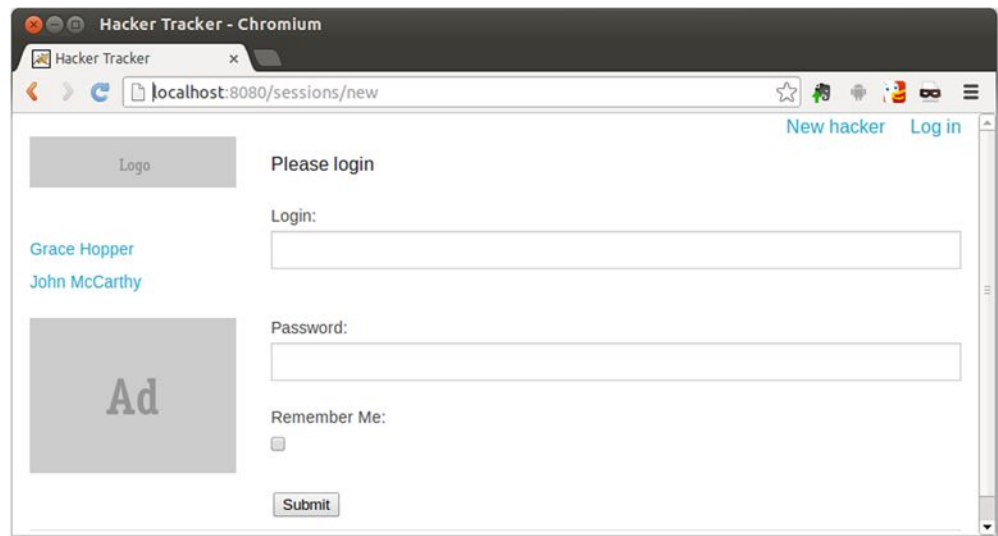 Hacker Tracker - Chromium
Hacker Tracker
localhost:8080/sessions/new
New hacker Log in
Logo
Please login
Login:
Grace Hopper
John McCarthy
Password:
Ad
Remember Me:
Submit